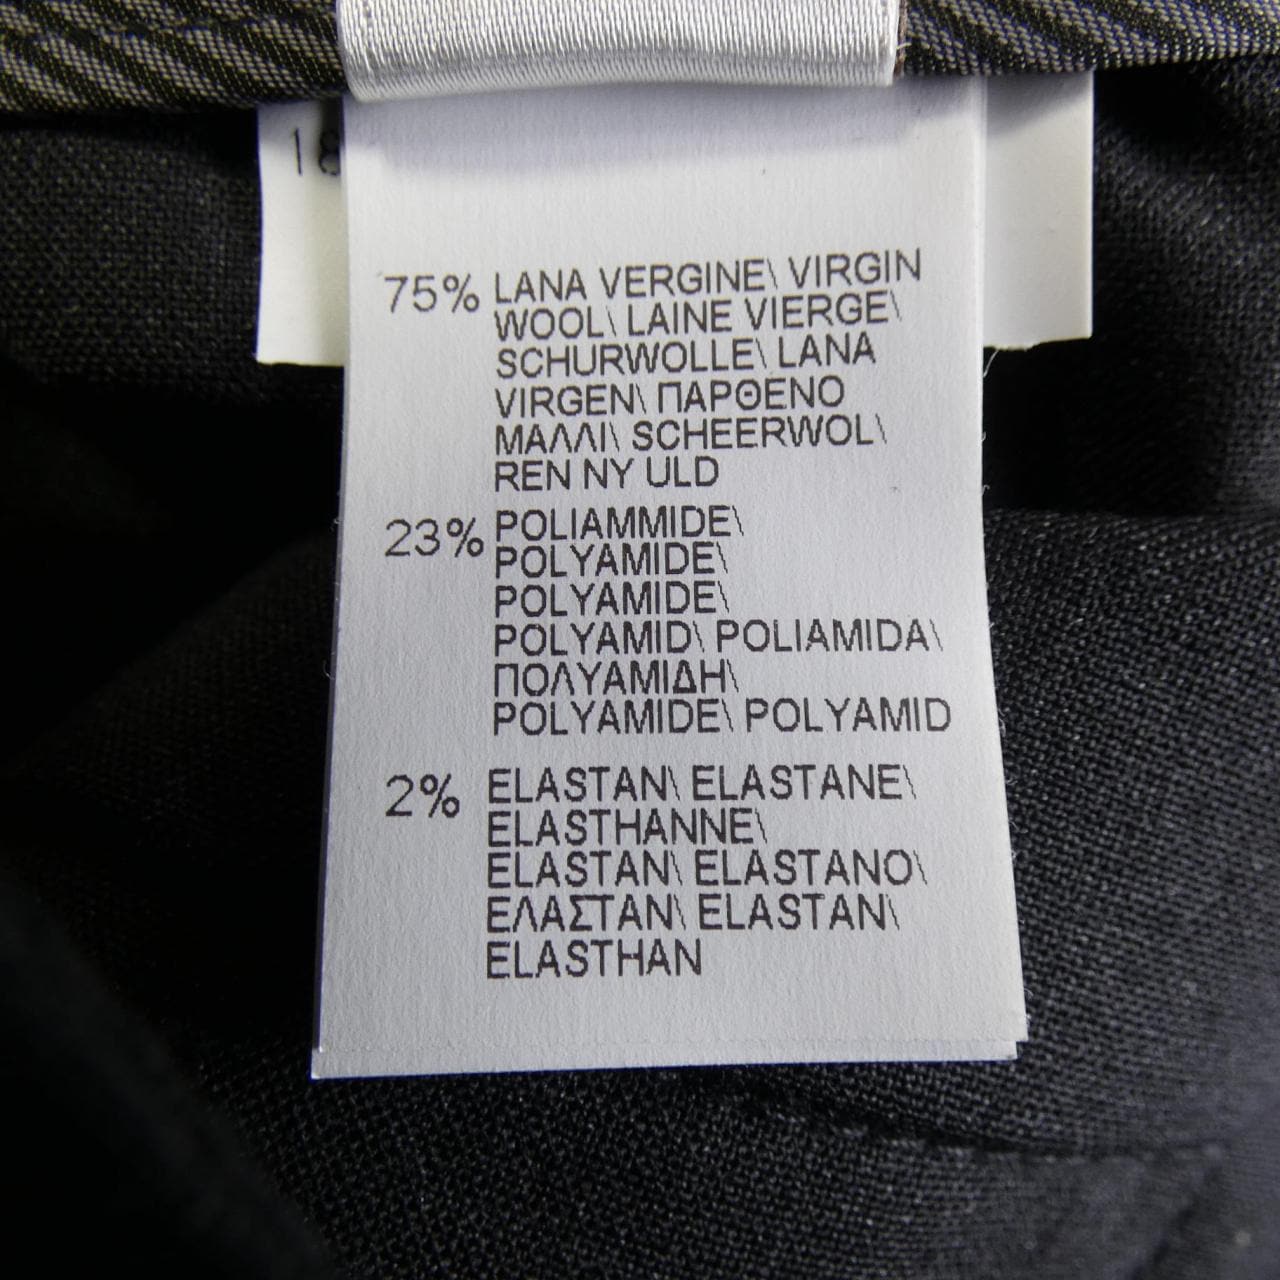 18
75% LANA VERGINE\ VIRGIN
WOOL\ LAINE VIERGE\
SCHURWOLLE\ LANA
VIRGEN\ ΠΑΡΘΕΝΟ
ΜΑΛΛΙ\ SCHEERWOL\
REN NY ULD
23% POLIAMMIDE\
POLYAMIDE\
POLYAMIDE\
POLYAMID\ POLIAMIDA\
ΠΟΛΥΑΜΙΔΗ\
POLYAMIDE\ POLYAMID
2% ELASTAN\ ELASTANE\
ELASTHANNE\
ELASTAN\ ELASTANO\
ΕΛΑΣΤΑΝ\ ELASTAN\
ELASTHAN